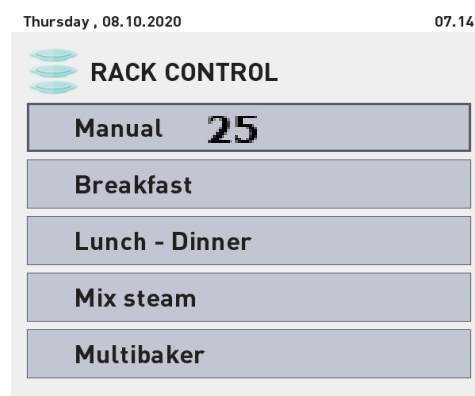 Thursday , 08.10.2020 07.14
RACK CONTROL
Manual 25
Breakfast
Lunch - Dinner
Mix steam
Multibaker